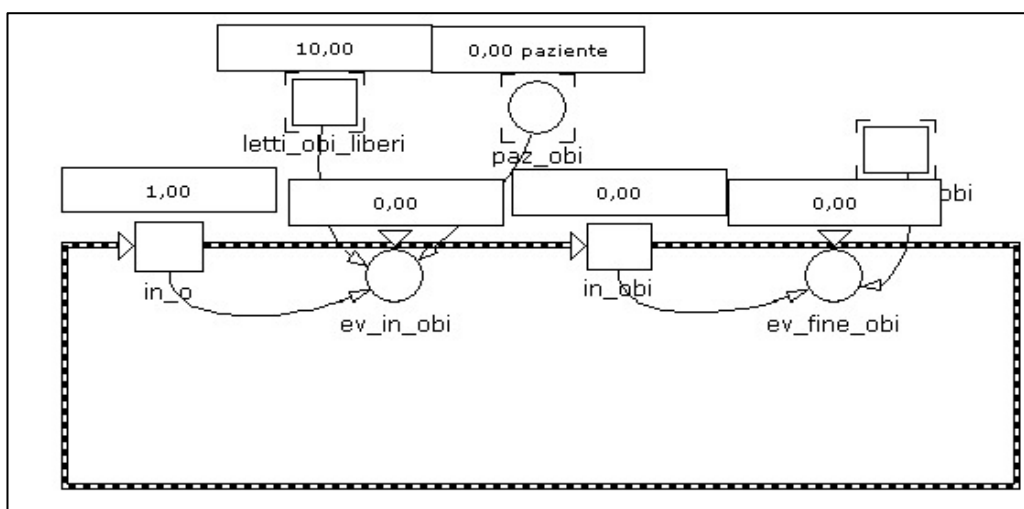 10,00
0,00 paziente
letti_obi_liberi
paz_obi
1,00
0,00
0,00
0,00
obi
in_o
in_obi
ev_in_obi
ev_fine_obi